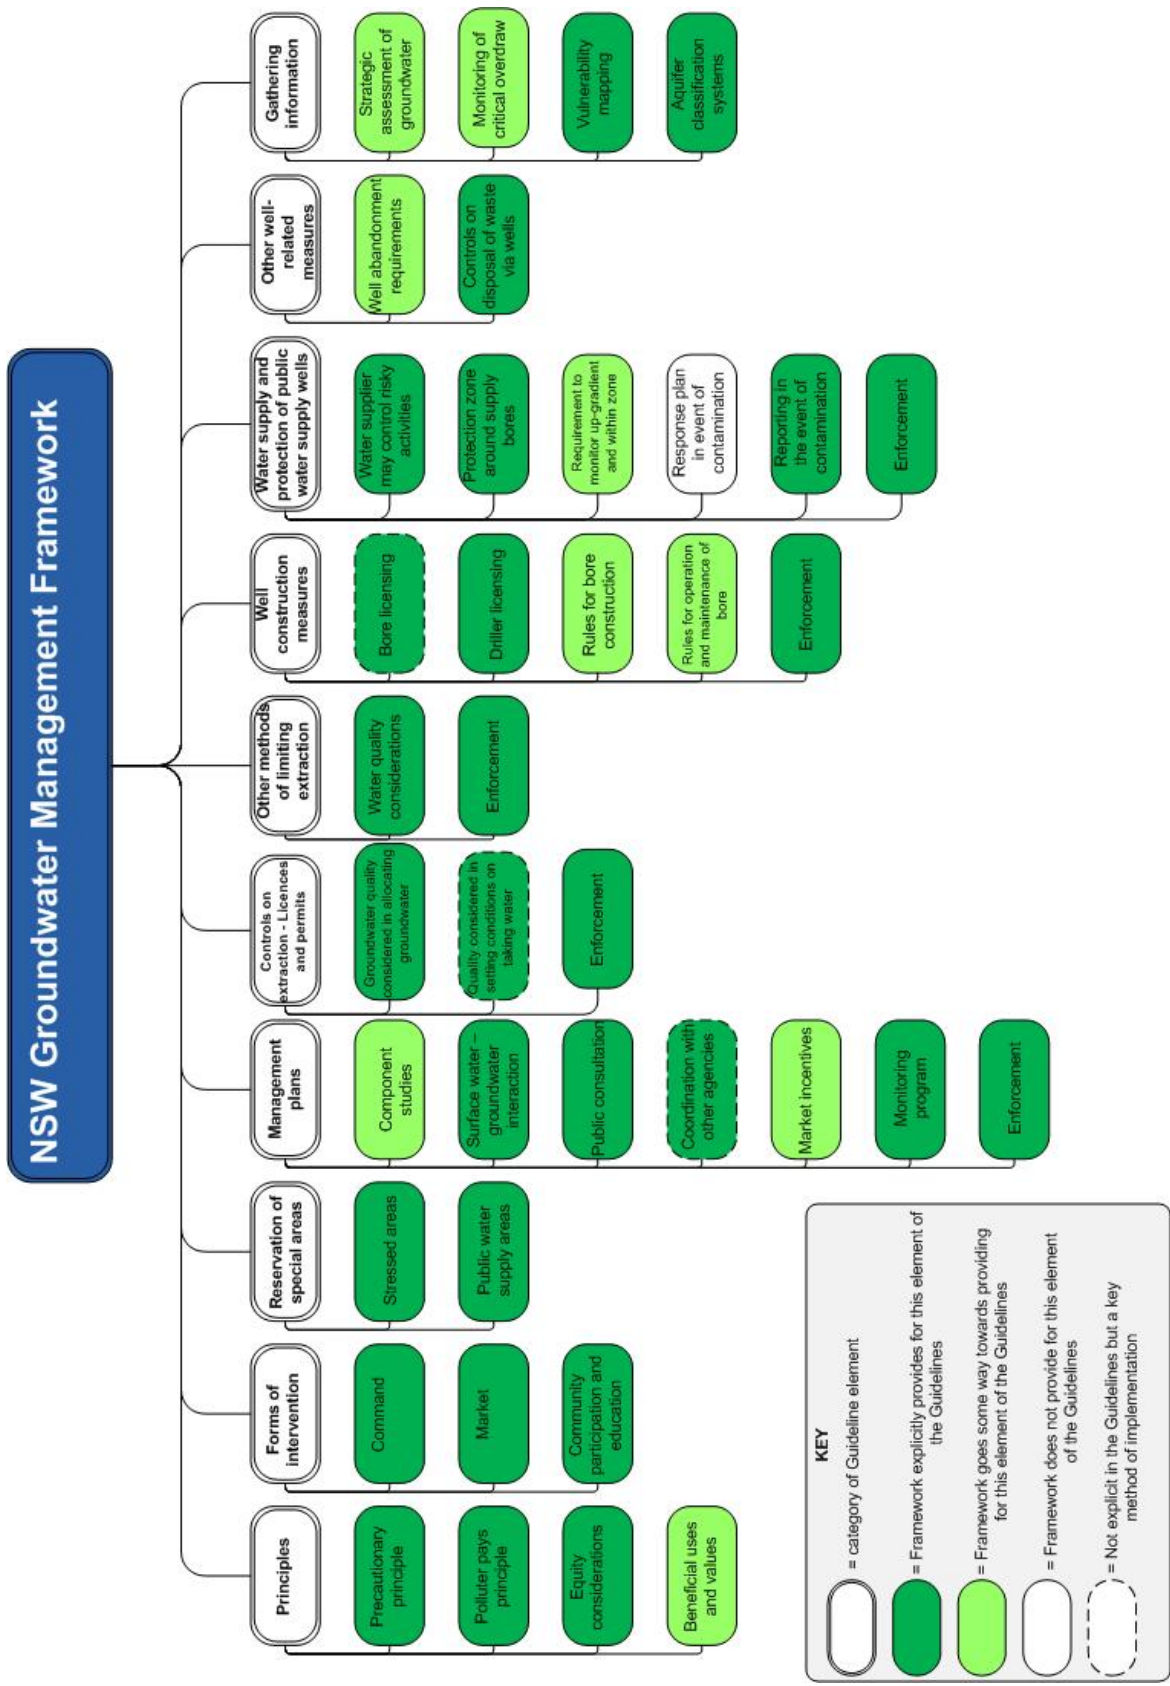 NSW Groundwater Management Framework
Principles
Precautionary
principle
Polluter pays
principle
Equity
considerations
Beneficial uses
and values
Forms of
intervention
Command
Market
Community
participation and
education
Reservation of
special areas
Stressed areas
Public water
supply areas
Management
plans
Component
studies
Surface water –
groundwater
interaction
Public consultation
Coordination with
other agencies
Market incentives
Monitoring
program
Enforcement
Controls on
extraction - Licences
and permits
Groundwater quality
considered in allocating
groundwater
Quality considered in
setting conditions on
taking water
Enforcement
Other methods
of limiting
extraction
Water quality
considerations
Enforcement
Well
construction
measures
Bore licensing
Driller licensing
Rules for bore
construction
Rules for operation
and maintenance of
bore
Enforcement
Water supply and
protection of public
water supply wells
Water supplier
may control risky
activities
Protection zone
around supply
bores
Requirement to
monitor up-gradient
and within zone
Response plan
in event of
contamination
Reporting in
the event of
contamination
Enforcement
Other well-
related
measures
Well abandonment
requirements
Controls on
disposal of waste
via wells
Gathering
information
Strategic
assessment of
groundwater
Monitoring of
critical overdraw
Vulnerability
mapping
Aquifer
classification
systems
KEY
= category of Guideline element
= Framework explicitly provides for this element of
the Guidelines
= Framework goes some way towards providing
for this element of the Guidelines
= Framework does not provide for this element
of the Guidelines
= Not explicit in the Guidelines but a key
method of implementation